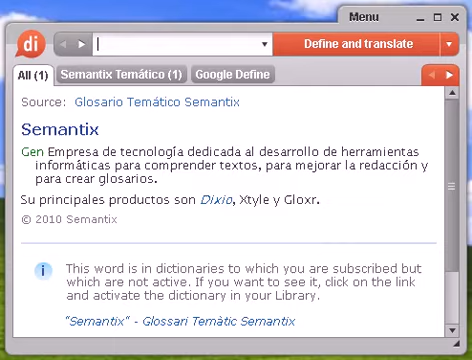 Menu
di
Define and translate
All (1)
Semantix Temático (1)
Google Define
Source: Glosario Temático Semantix
Semantix
Gen Empresa de tecnología dedicada al desarrollo de herramientas
informáticas para comprender textos, para mejorar la redacción y
para crear glosarios.
Su principales productos son Dixio, Xtyle y Gloxr.
© 2010 Semantix
This word is in dictionaries to which you are subscribed but
which are not active. If you want to see it, click on the link
and activate the dictionary in your Library.
"Semantix" - Glossari Temàtic Semantix